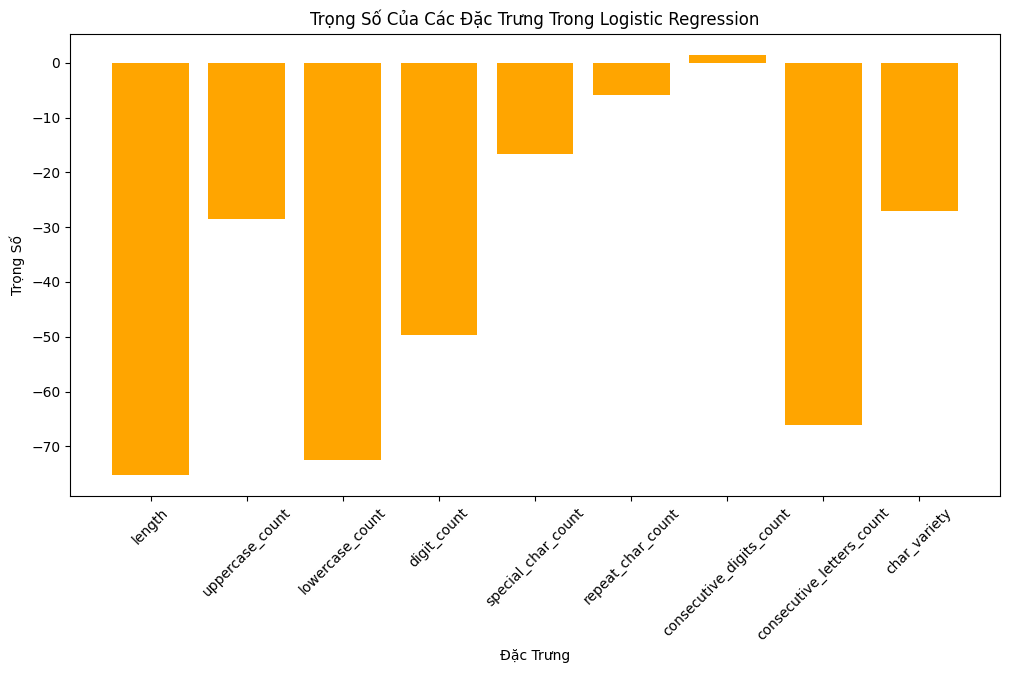 Trọng Số Của Các Đặc Trưng Trong Logistic Regression
0
−10
−20
−30
−40
−50
−60
−70
Trọng Số
length
uppercase_count
lowercase_count
digit_count
special_char_count
repeat_char_count
consecutive_digits_count
consecutive_letters_count
char_variety
Đặc Trưng